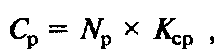 Cр = Nр × Kср ,